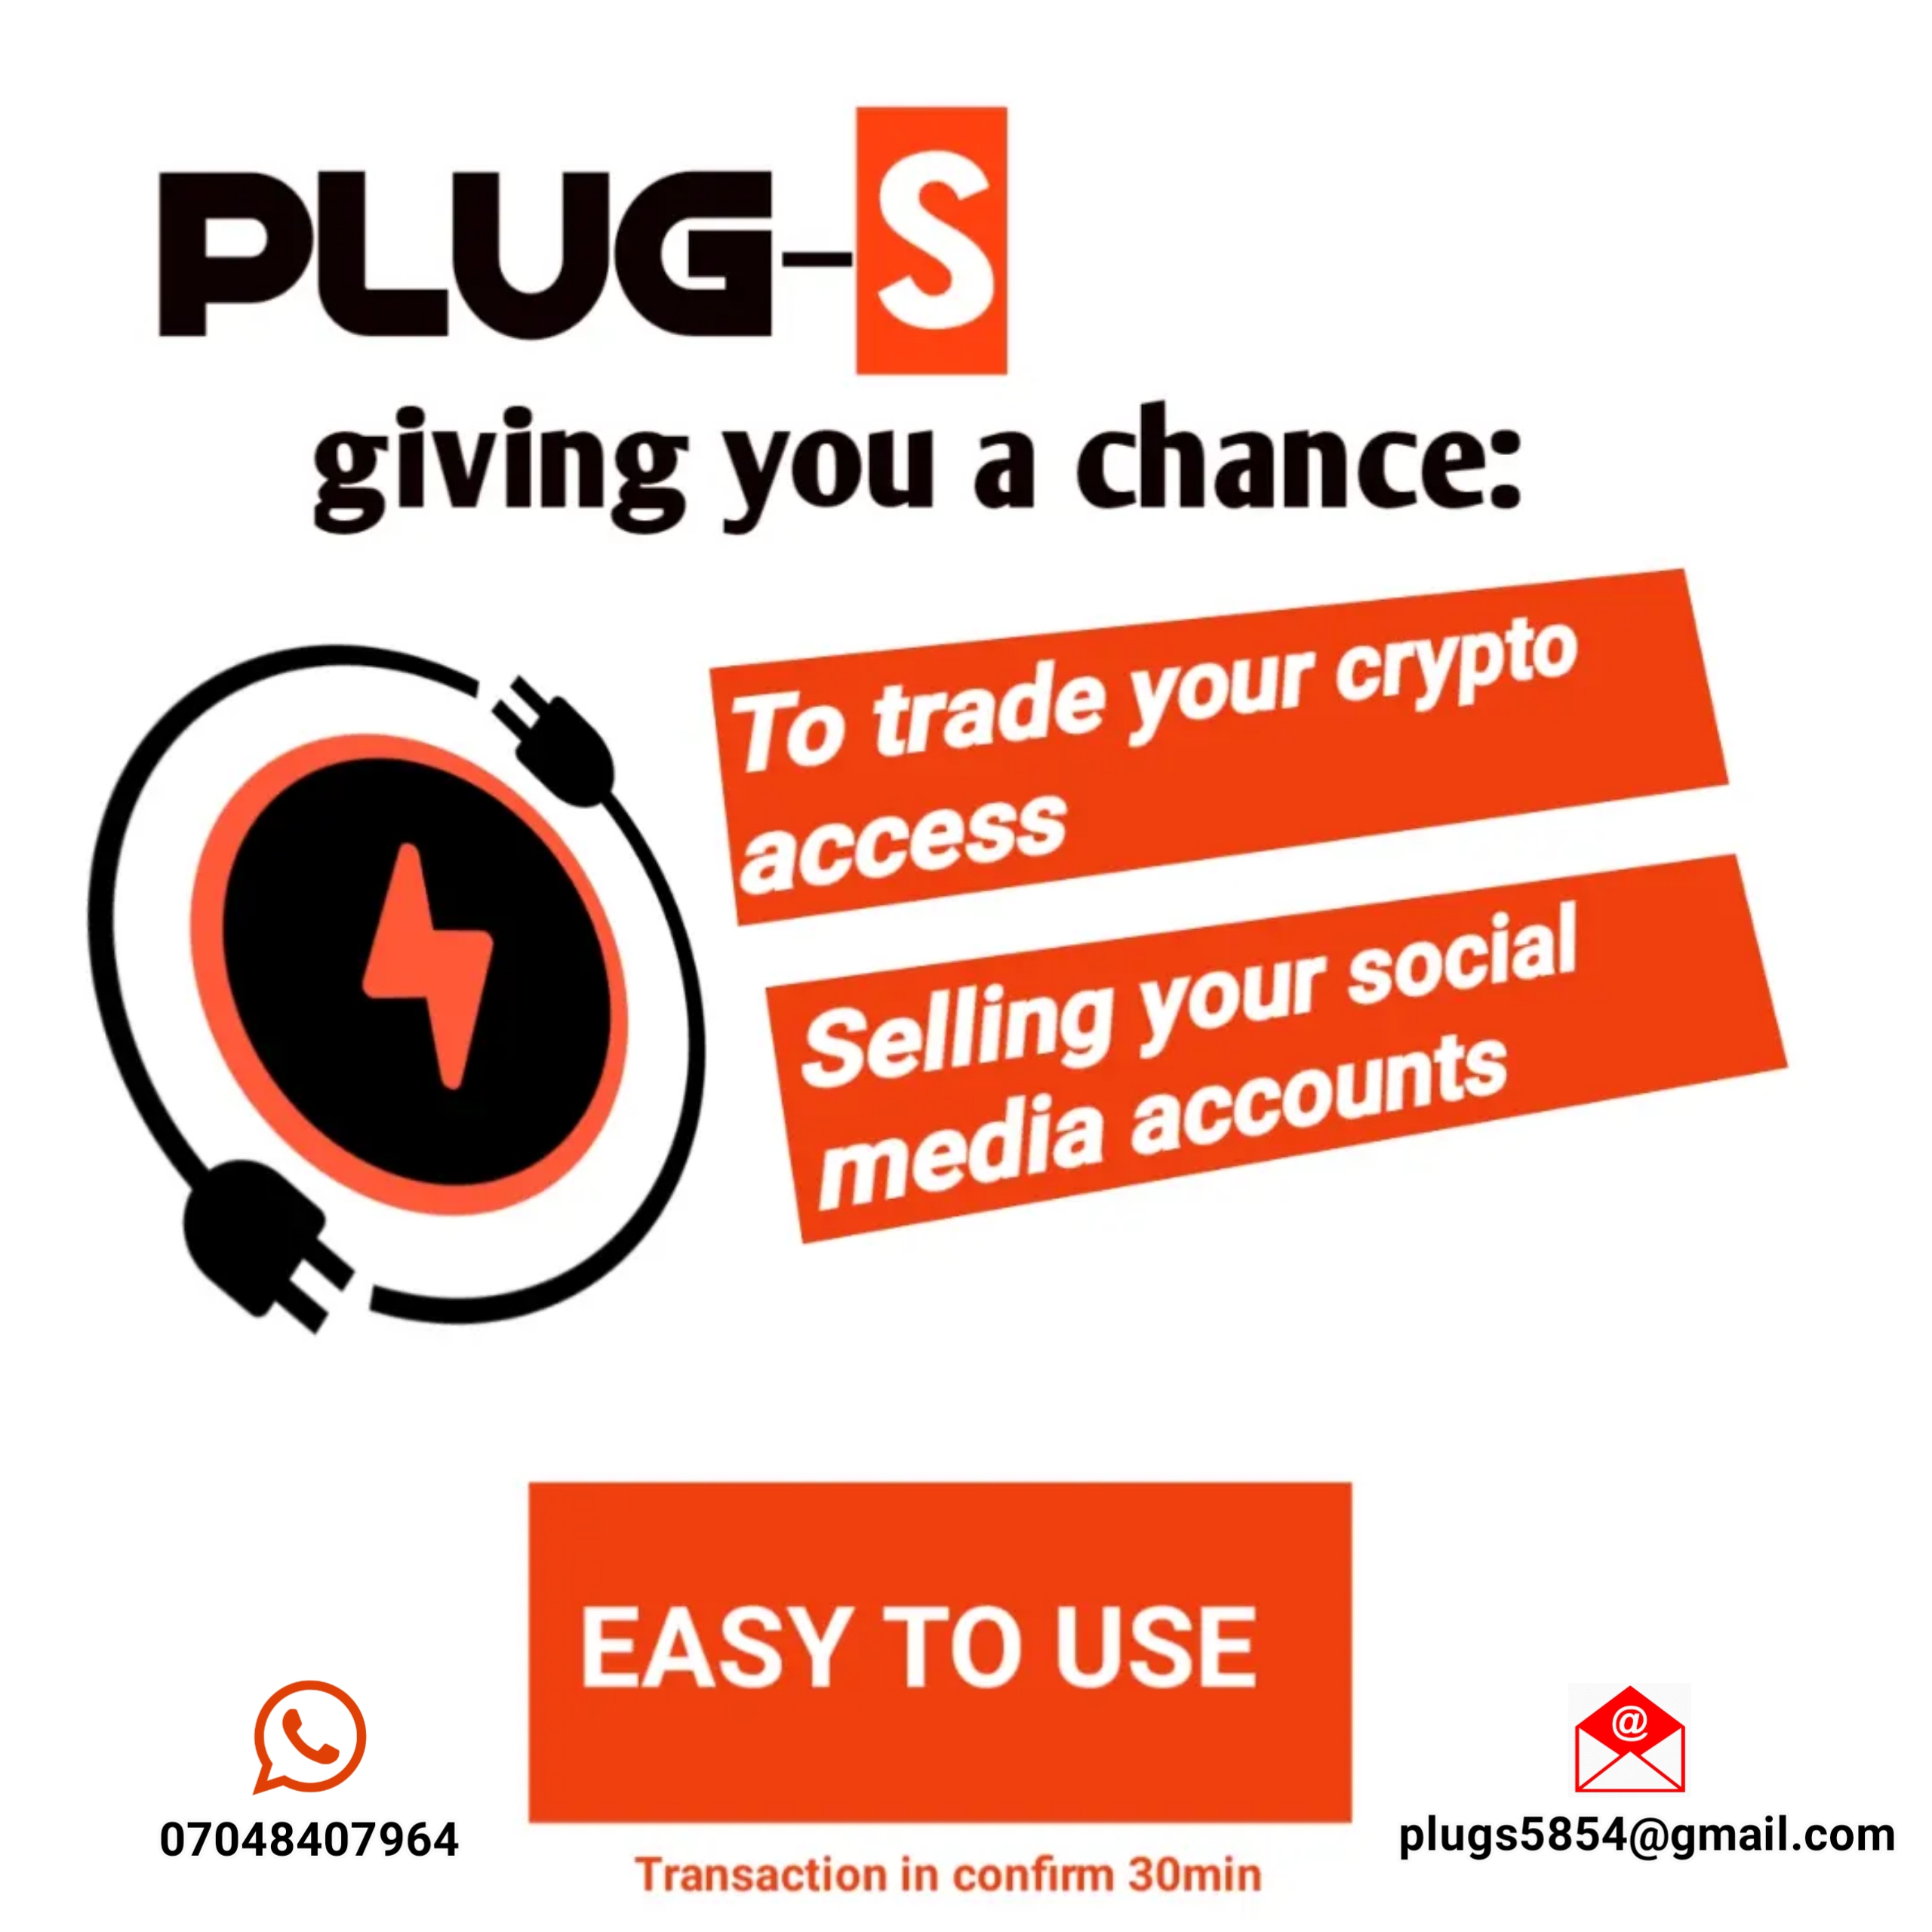 PLUG-S
giving you a chance:
To trade your crypto
access
Selling your social
media accounts
EASY TO USE
07048407964
@
plugs5854@gmail.com
Transaction in confirm 30min